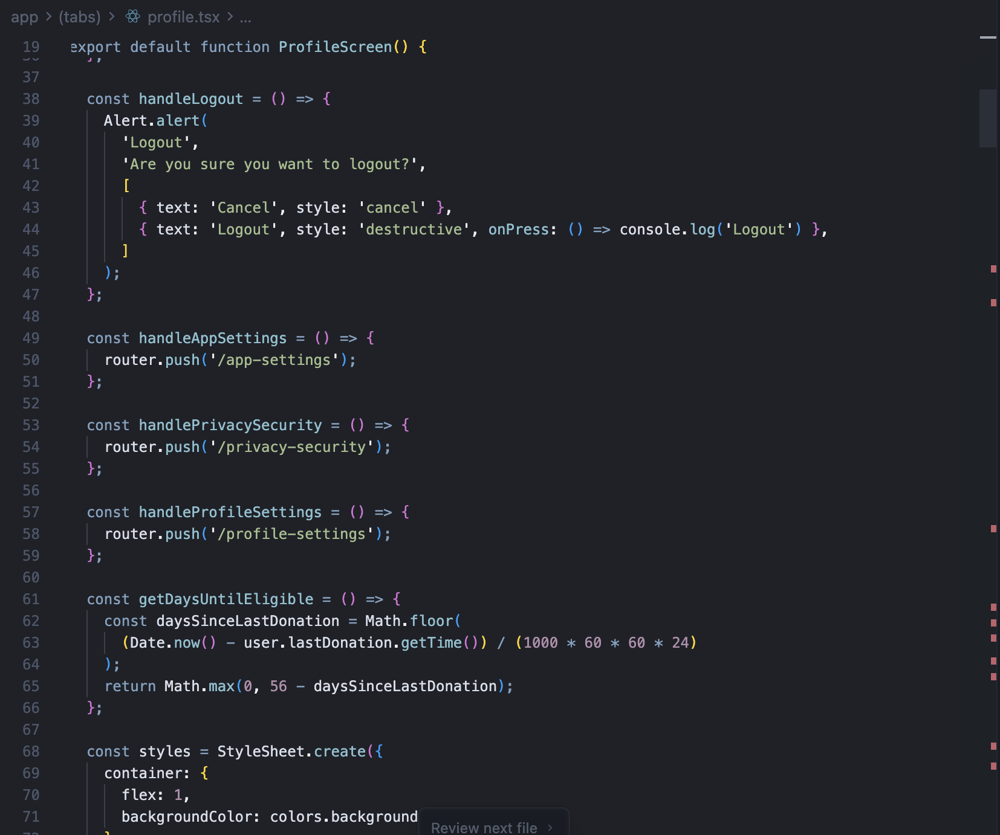 app > (tabs) > profile.tsx > ...
19 export default function ProfileScreen() {
36 };
37
38 const handleLogout = () => {
39 Alert.alert(
40 'Logout',
41 'Are you sure you want to logout?',
42 [
43 { text: 'Cancel', style: 'cancel' },
44 { text: 'Logout', style: 'destructive', onPress: () => console.log('Logout') },
45 ]
46 );
47 };
48
49 const handleAppSettings = () => {
50 router.push('/app-settings');
51 };
52
53 const handlePrivacySecurity = () => {
54 router.push('/privacy-security');
55 };
56
57 const handleProfileSettings = () => {
58 router.push('/profile-settings');
59 };
60
61 const getDaysUntilEligible = () => {
62 const daysSinceLastDonation = Math.floor(
63 (Date.now() - user.lastDonation.getTime()) / (1000 * 60 * 60 * 24)
64 );
65 return Math.max(0, 56 - daysSinceLastDonation);
66 };
67
68 const styles = StyleSheet.create({
69 container: {
70 flex: 1,
71 backgroundColor: colors.background
Review next file >